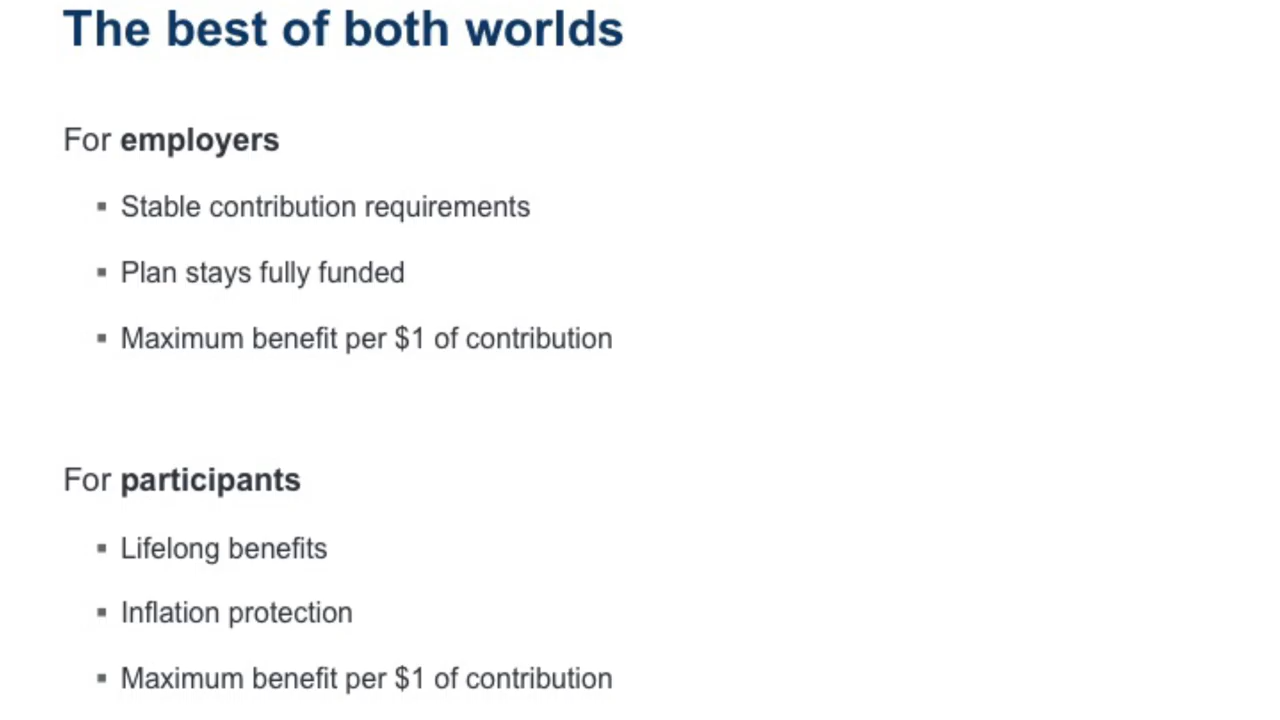 The best of both worlds
For employers
▪ Stable contribution requirements
▪ Plan stays fully funded
▪ Maximum benefit per $1 of contribution
For participants
▪ Lifelong benefits
▪ Inflation protection
▪ Maximum benefit per $1 of contribution